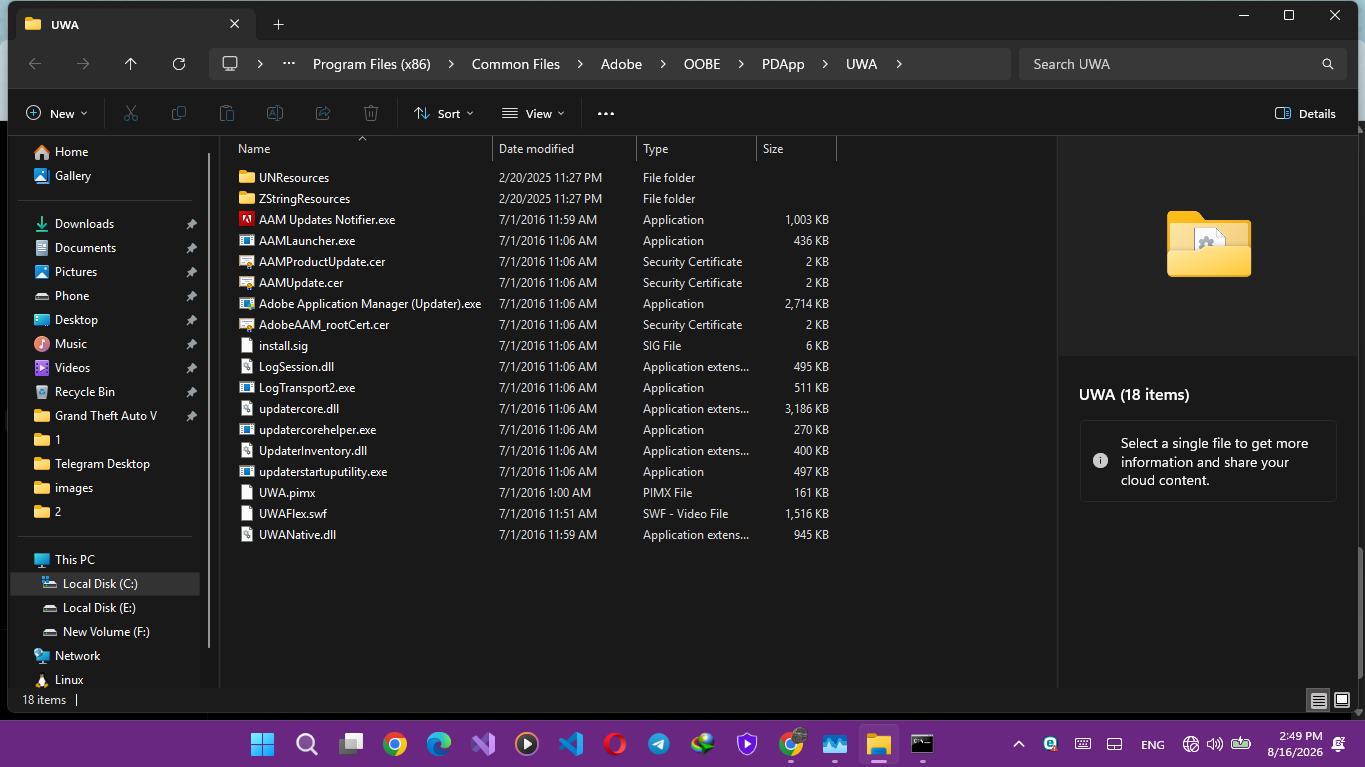 UWA
Program Files (x86) Common Files Adobe OOBE PDApp UWA
Search UWA
New
Sort
View
Details
Home
Gallery
Downloads
Documents
Pictures
Phone
Desktop
Music
Videos
Recycle Bin
Grand Theft Auto V
1
Telegram Desktop
images
2
This PC
Local Disk (C:)
Local Disk (E:)
New Volume (F:)
Network
Linux
Name Date modified Type Size
UNResources 2/20/2025 11:27 PM File folder
ZStringResources 2/20/2025 11:27 PM File folder
AAM Updates Notifier.exe 7/1/2016 11:59 AM Application 1,003 KB
AAMLauncher.exe 7/1/2016 11:06 AM Application 436 KB
AAMProductUpdate.cer 7/1/2016 11:06 AM Security Certificate 2 KB
AAMUpdate.cer 7/1/2016 11:06 AM Security Certificate 2 KB
Adobe Application Manager (Updater).exe 7/1/2016 11:06 AM Application 2,714 KB
AdobeAAM_rootCert.cer 7/1/2016 11:06 AM Security Certificate 2 KB
install.sig 7/1/2016 11:06 AM SIG File 6 KB
LogSession.dll 7/1/2016 11:06 AM Application extens... 495 KB
LogTransport2.exe 7/1/2016 11:06 AM Application 511 KB
updatercore.dll 7/1/2016 11:06 AM Application extens... 3,186 KB
updatercorehelper.exe 7/1/2016 11:06 AM Application 270 KB
UpdaterInventory.dll 7/1/2016 11:06 AM Application extens... 400 KB
updaterstartuputility.exe 7/1/2016 11:06 AM Application 497 KB
UWA.pimx 7/1/2016 1:00 AM PIMX File 161 KB
UWAFlex.swf 7/1/2016 11:51 AM SWF - Video File 1,516 KB
UWANative.dll 7/1/2016 11:59 AM Application extens... 945 KB
UWA (18 items)
Select a single file to get more
information and share your
cloud content.
18 items
ENG
2:49 PM
8/16/2026